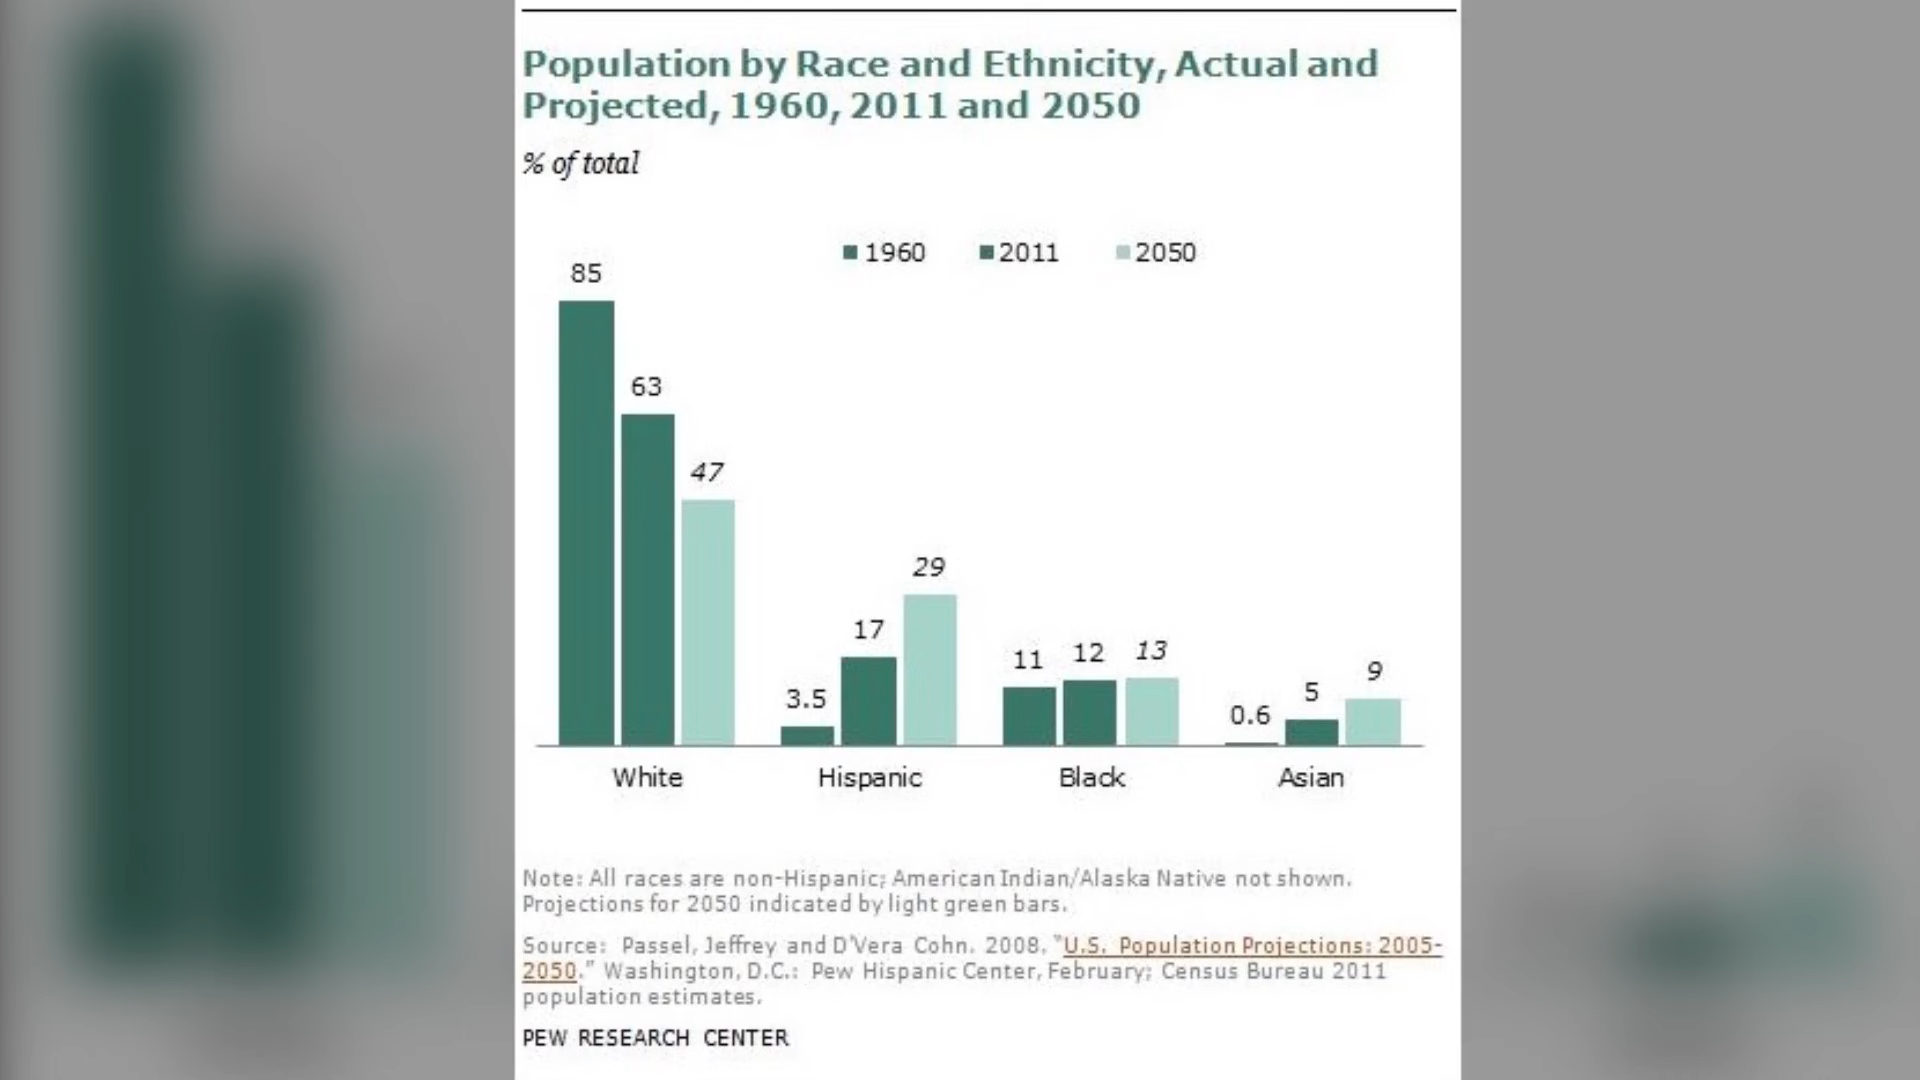 Population by Race and Ethnicity, Actual and
Projected, 1960, 2011 and 2050
% of total
1960 2011 2050
85
63
47
3.5
17
29
11
12
13
0.6
5
9
White Hispanic Black Asian
Note: All races are non-Hispanic; American Indian/Alaska Native not shown.
Projections for 2050 indicated by light green bars.
Source: Passel, Jeffrey and D'Vera Cohn. 2008. "U.S. Population Projections: 2005-
2050." Washington, D.C.: Pew Hispanic Center, February; Census Bureau 2011
population estimates.
PEW RESEARCH CENTER